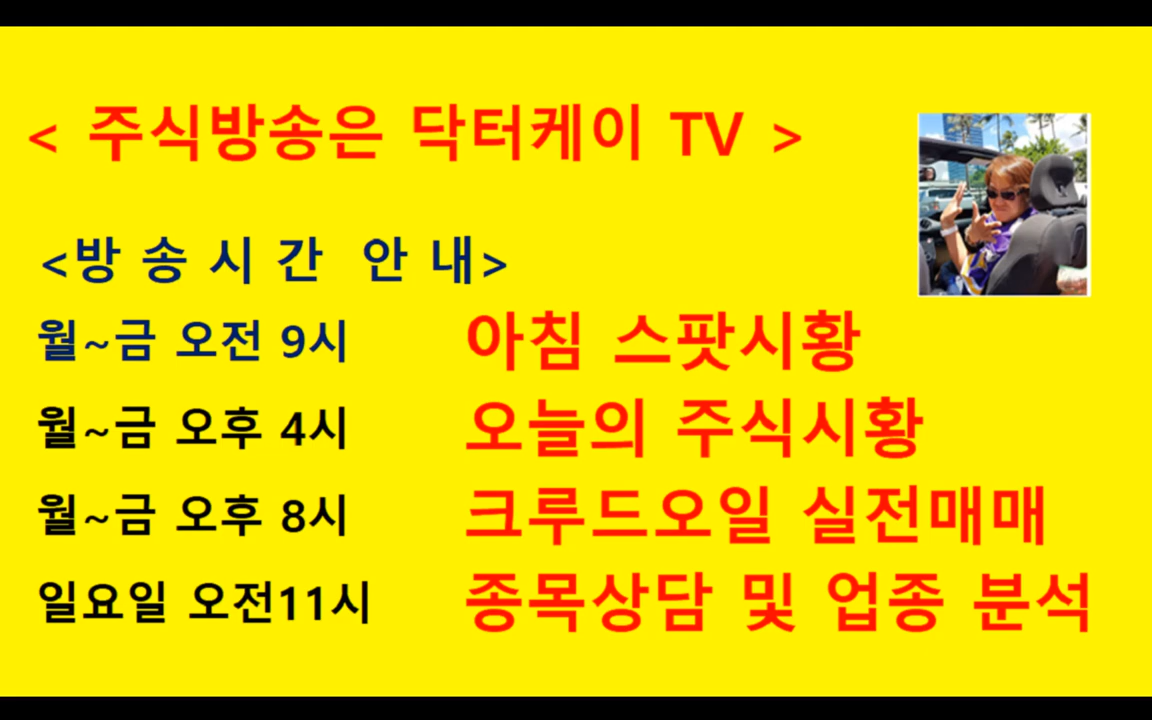 < 주식방송은 닥터케이 TV >
<방 송 시 간 안 내>
월~금 오전 9시 아침 스팟시황
월~금 오후 4시 오늘의 주식시황
월~금 오후 8시 크루드오일 실전매매
일요일 오전11시 종목상담 및 업종 분석